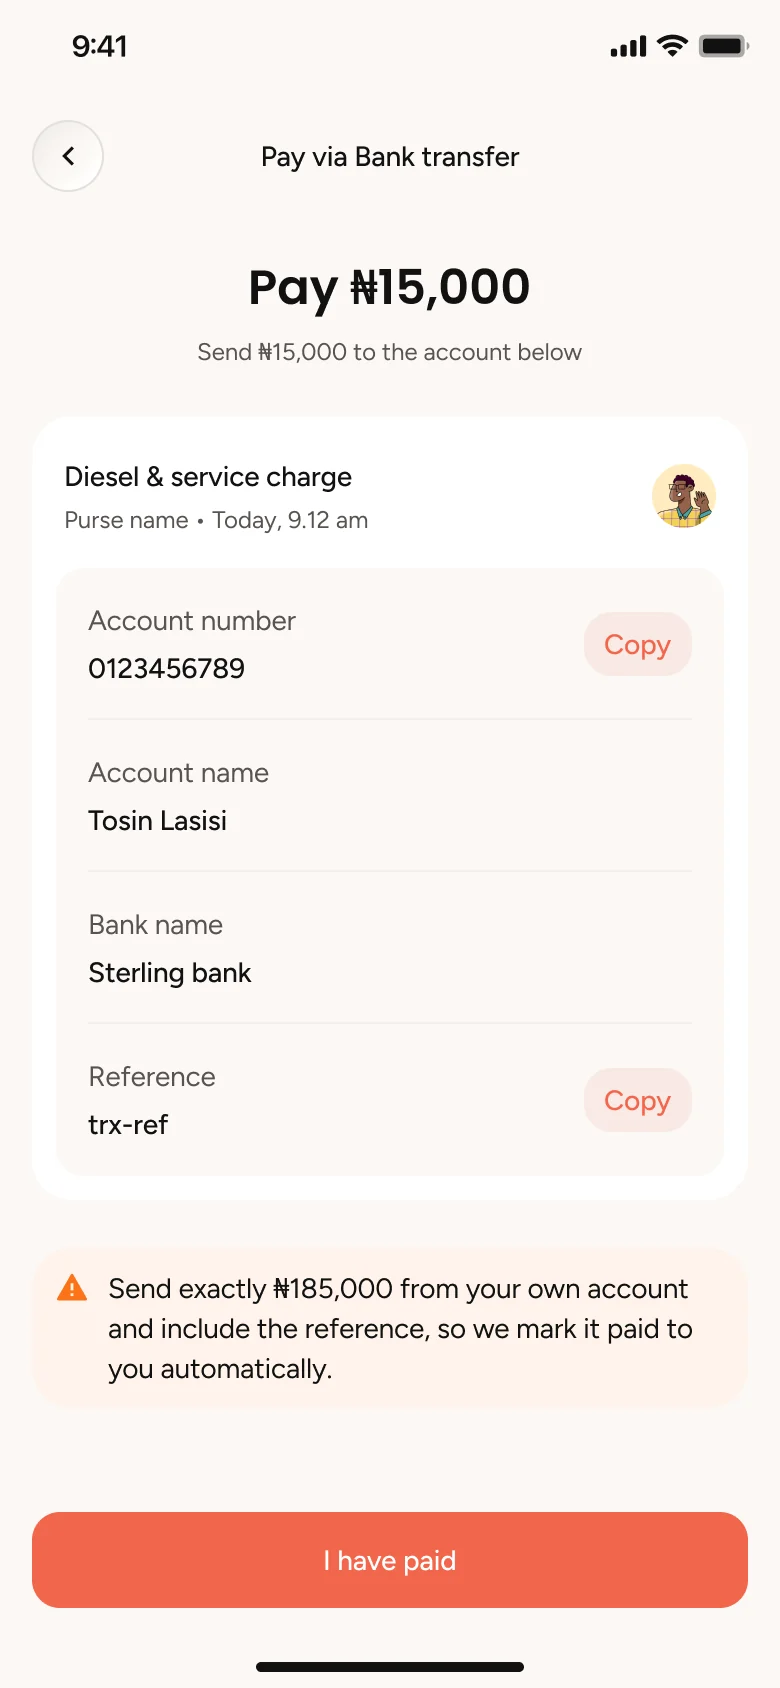 9:41
Pay via Bank transfer
Pay ₦15,000
Send ₦15,000 to the account below
Diesel & service charge
Purse name • Today, 9.12 am
Account number
0123456789
Copy
Account name
Tosin Lasisi
Bank name
Sterling bank
Reference
trx-ref
Copy
Send exactly ₦185,000 from your own account
and include the reference, so we mark it paid to
you automatically.
I have paid